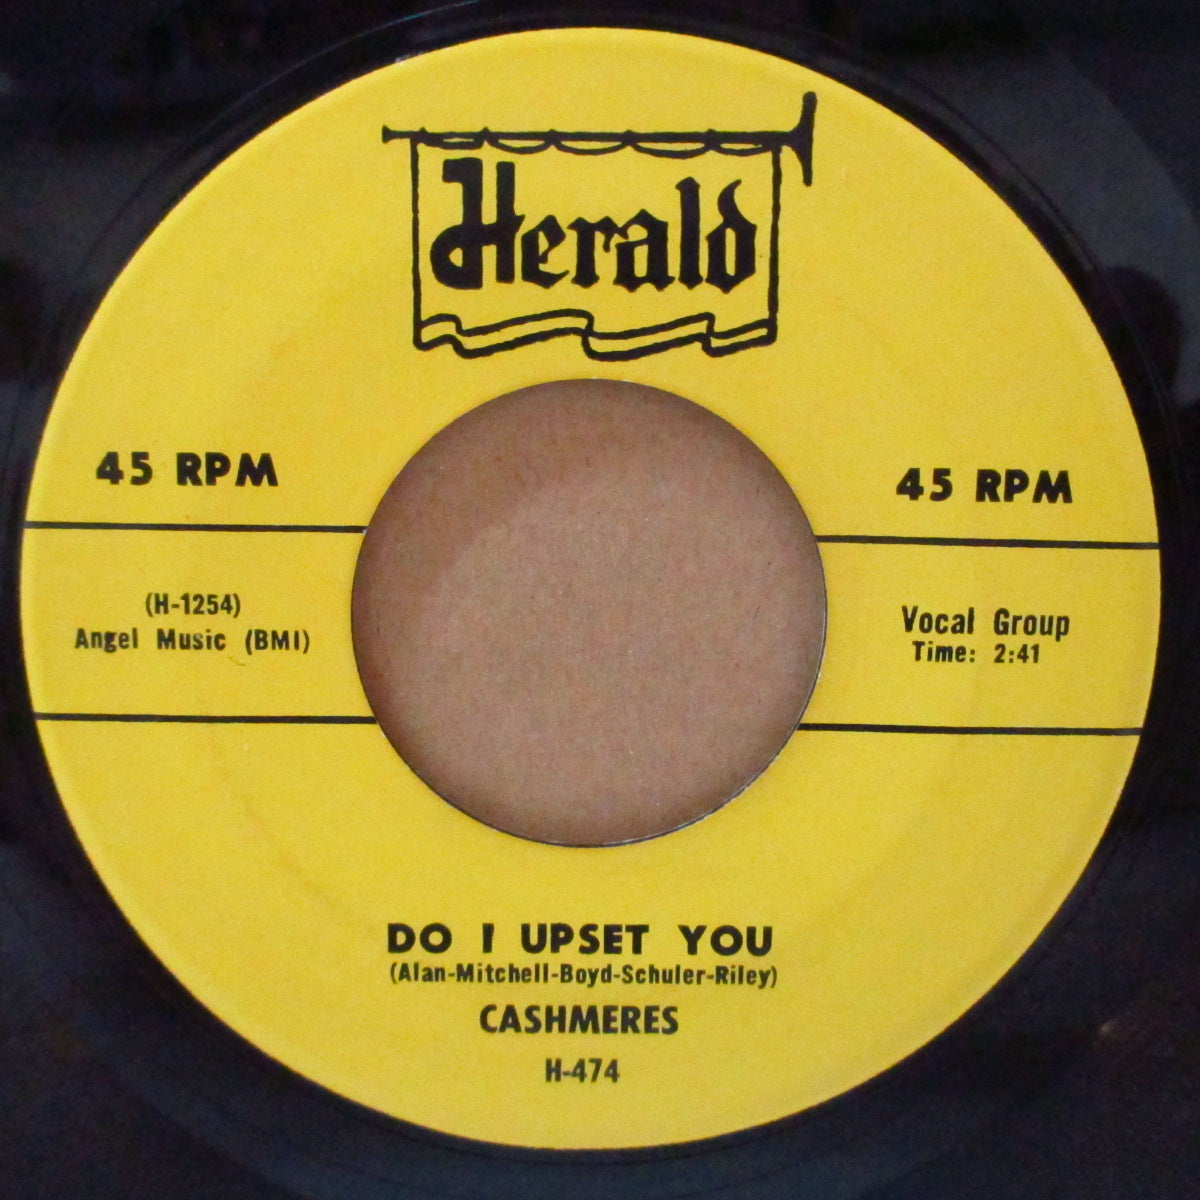 Herald
45 RPM
45 RPM
(H-1254)
Angel Music (BMI)
Vocal Group
Time: 2:41
DO I UPSET YOU
(Alan-Mitchell-Boyd-Schuler-Riley)
CASHMERES
H-474